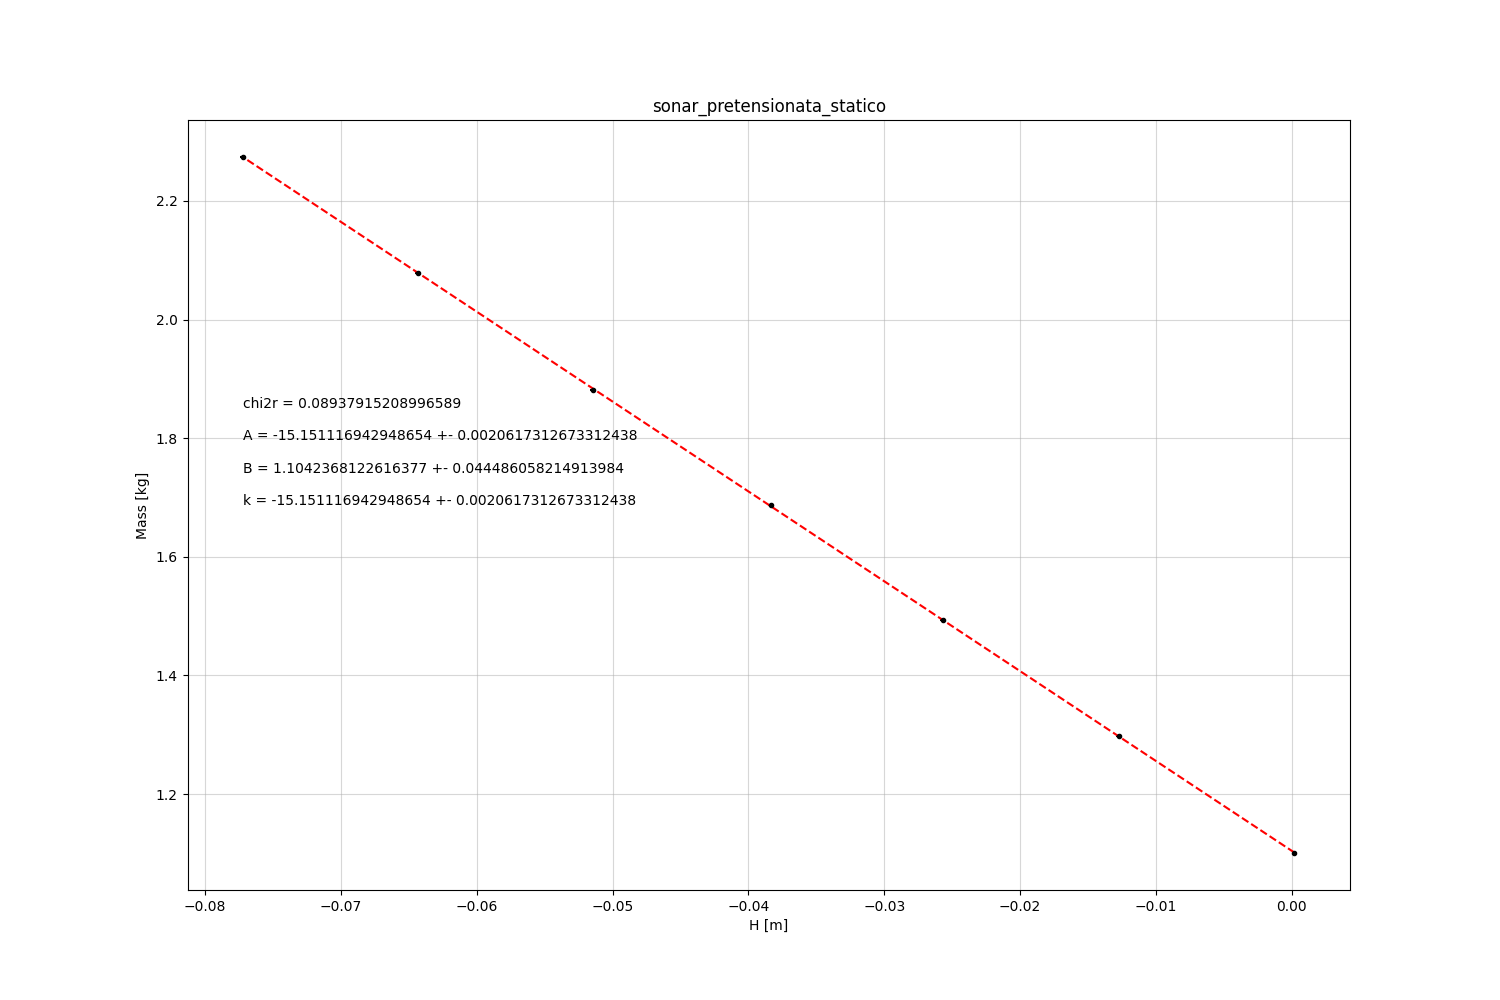 sonar_pretensionata_statico
2.2
2.0
1.8
1.6
1.4
1.2
Mass [kg]
chi2r = 0.08937915208996589
A = -15.151116942948654 +- 0.0020617312673312438
B = 1.1042368122616377 +- 0.044486058214913984
k = -15.151116942948654 +- 0.0020617312673312438
−0.08 −0.07 −0.06 −0.05 −0.04 −0.03 −0.02 −0.01 0.00
H [m]